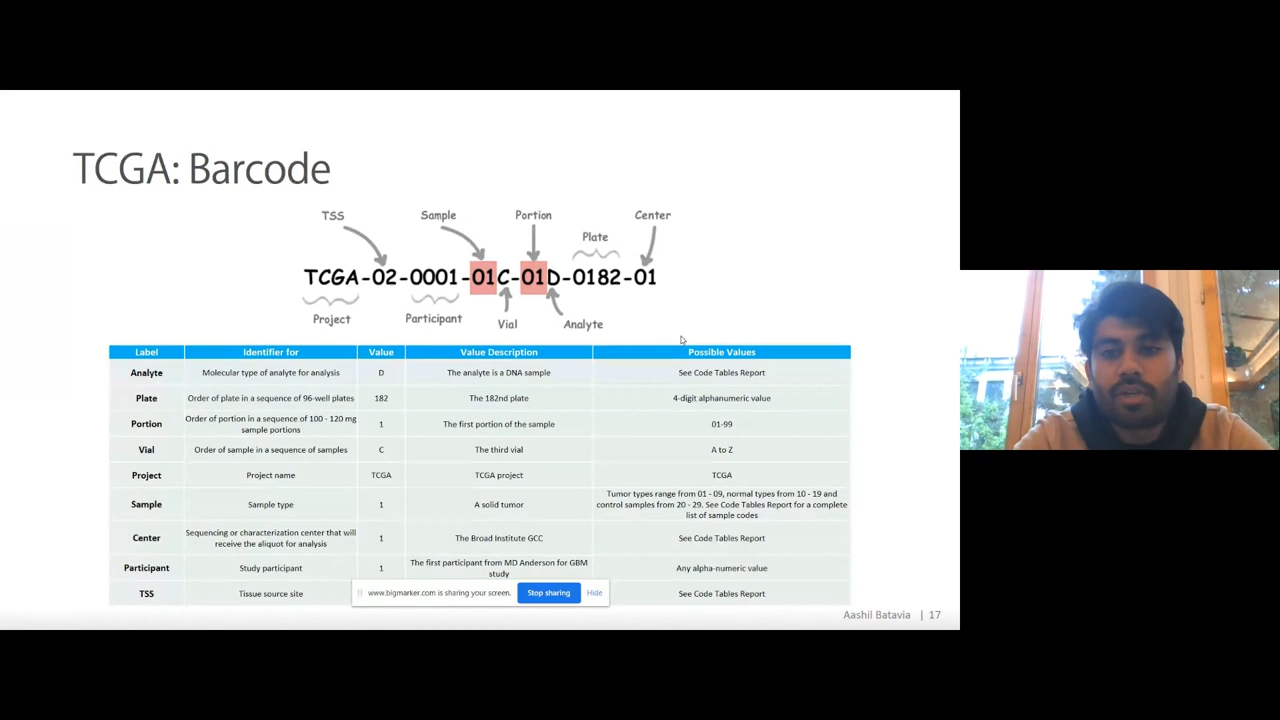 TCGA: Barcode
TSS
Sample
Portion
Center
Plate
TCGA-02-0001-01C-01D-0182-01
Project
Participant
Vial
Analyte
Label Identifier for Value Value Description Possible Values
Analyte Molecular type of analyte for analysis D The analyte is a DNA sample See Code Tables Report
Plate Order of plate in a sequence of 96-well plates 182 The 182nd plate 4-digit alphanumeric value
Portion Order of portion in a sequence of 100 - 120 mg
sample portions 1 The first portion of the sample 01-99
Vial Order of sample in a sequence of samples C The third vial A to Z
Project Project name TCGA TCGA project TCGA
Sample Sample type 1 A solid tumor Tumor types range from 01 - 09, normal types from 10 - 19 and
control samples from 20 - 29. See Code Tables Report for a complete
list of sample codes
Center Sequencing or characterization center that will
receive the aliquot for analysis 1 The Broad Institute GCC See Code Tables Report
Participant Study participant 1 The first participant from MD Anderson for GBM
study Any alpha-numeric value
TSS Tissue source site See Code Tables Report
www.bigmarker.com is sharing your screen. Stop sharing Hide
Aashil Batavia | 17